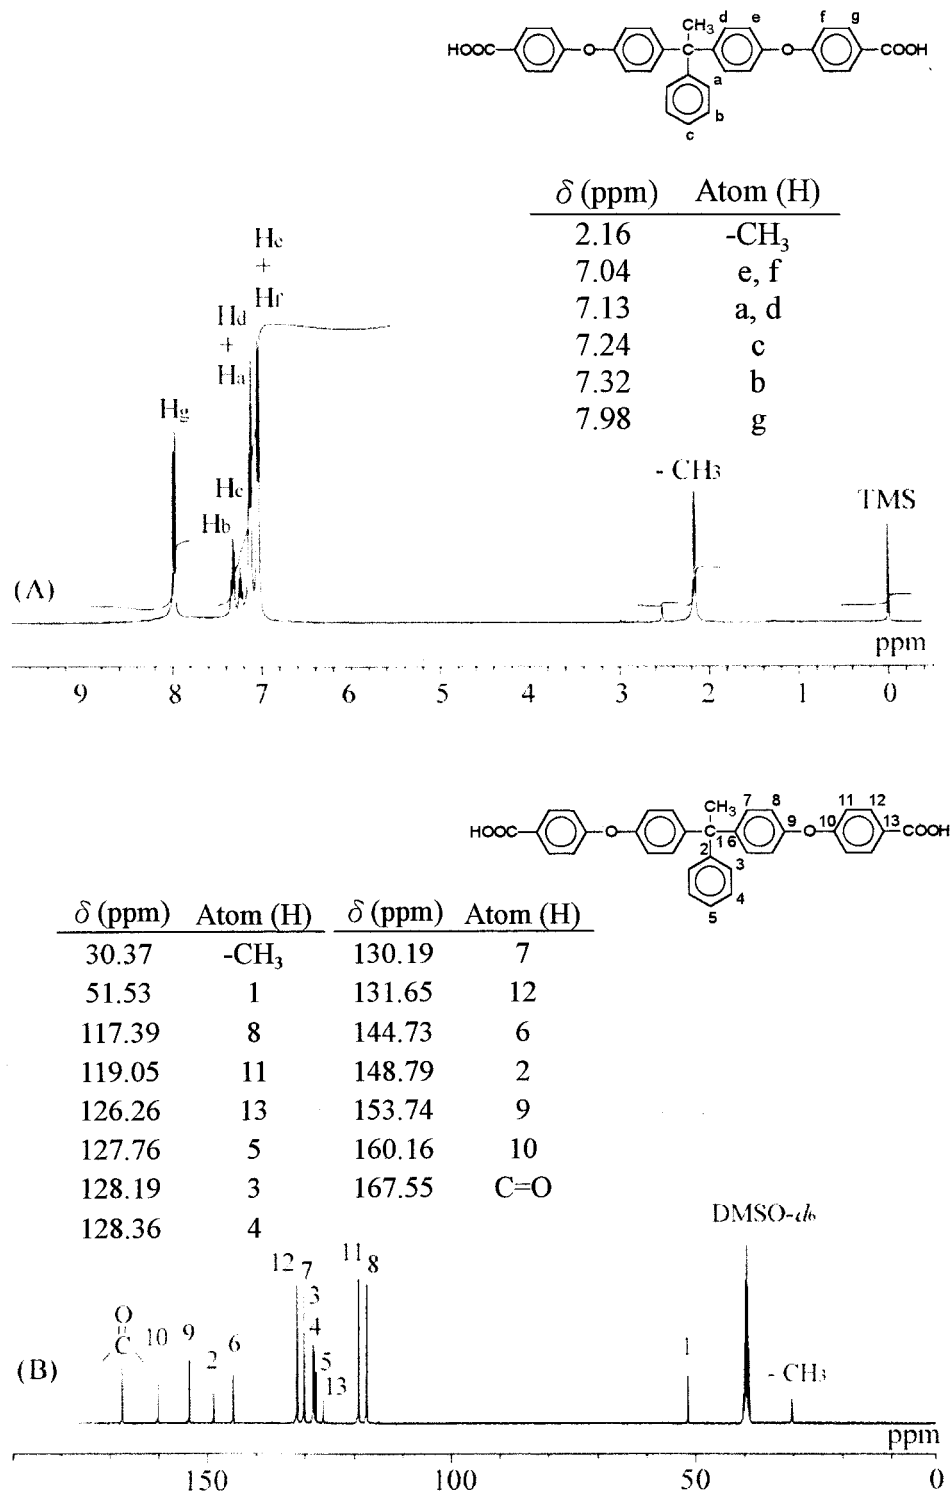 CH3 d e f g
HOOC O O COOH
a
b
c
δ (ppm) Atom (H)
2.16 -CH3
7.04 e, f
7.13 a, d
7.24 c
7.32 b
7.98 g
He
+
Hf
Hd
+
Ha
Hg
Hc
Hb
- CH3
TMS
(A)
ppm
9 8 7 6 5 4 3 2 1 0
CH3 7 8 11 12
HOOC O 1 6 9 O 10 13 COOH
2 3
4
5
δ (ppm) Atom (H) δ (ppm) Atom (H)
30.37 -CH3 130.19 7
51.53 1 131.65 12
117.39 8 144.73 6
119.05 11 148.79 2
126.26 13 153.74 9
127.76 5 160.16 10
128.19 3 167.55 C=O
128.36 4
DMSO-d6
12 7 11 8
3
O
C 10 9 2 6 4
5
13
1
- CH3
(B)
ppm
150 100 50 0